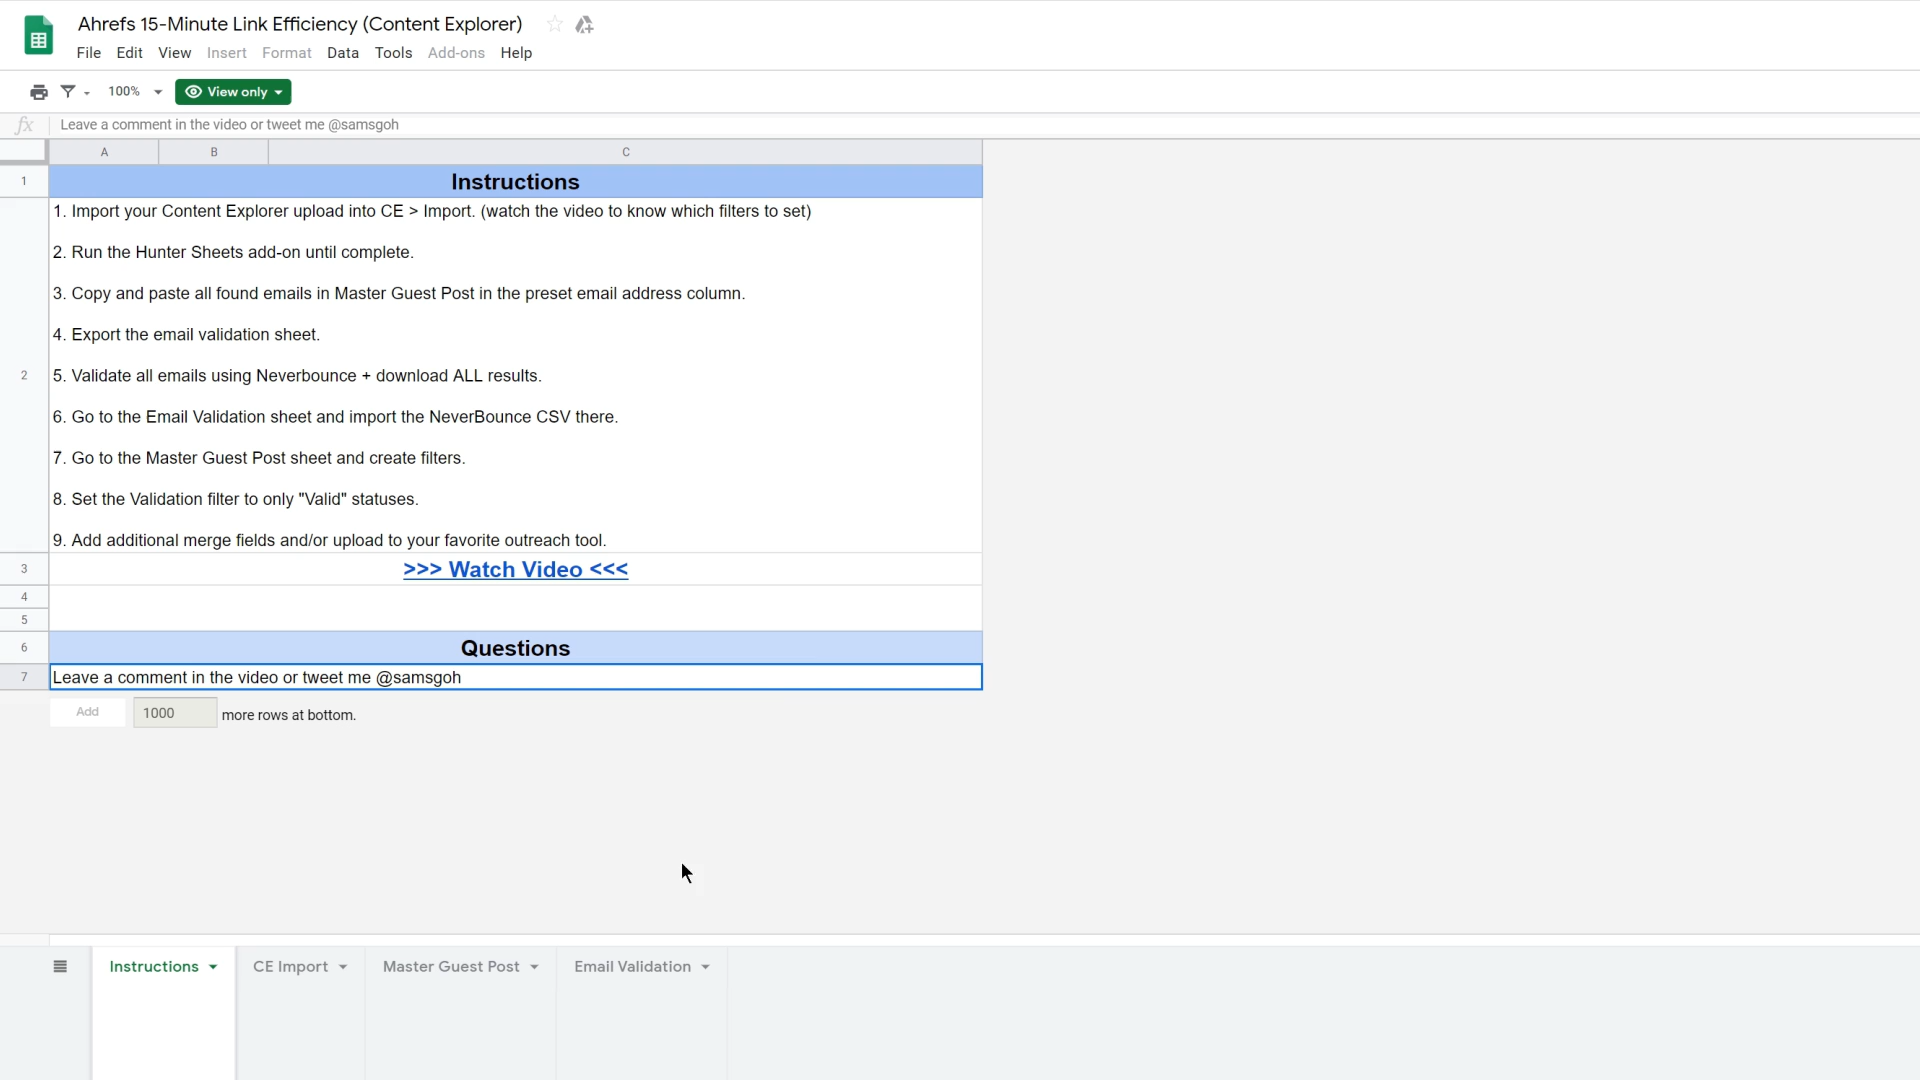 Ahrefs 15-Minute Link Efficiency (Content Explorer)
File Edit View Insert Format Data Tools Add-ons Help
100% View only
fx Leave a comment in the video or tweet me @samsgoh
A B C
1 Instructions
1. Import your Content Explorer upload into CE > Import. (watch the video to know which filters to set)
2. Run the Hunter Sheets add-on until complete.
3. Copy and paste all found emails in Master Guest Post in the preset email address column.
4. Export the email validation sheet.
2 5. Validate all emails using Neverbounce + download ALL results.
6. Go to the Email Validation sheet and import the NeverBounce CSV there.
7. Go to the Master Guest Post sheet and create filters.
8. Set the Validation filter to only "Valid" statuses.
9. Add additional merge fields and/or upload to your favorite outreach tool.
3 >>> Watch Video <<<
4
5
6 Questions
7 Leave a comment in the video or tweet me @samsgoh
Add 1000 more rows at bottom.
Instructions CE Import Master Guest Post Email Validation